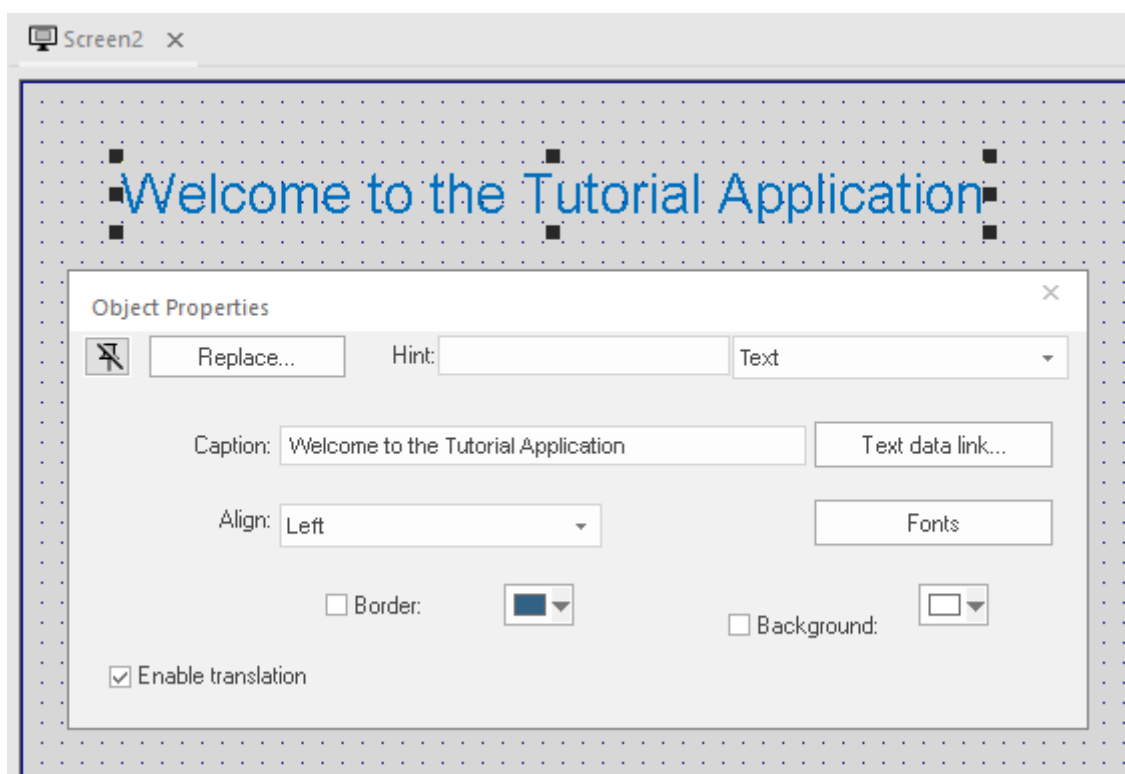 Screen2
Welcome to the Tutorial Application
Object Properties
Replace... Hint: Text
Caption: Welcome to the Tutorial Application Text data link...
Align: Left Fonts
Border: Background:
Enable translation